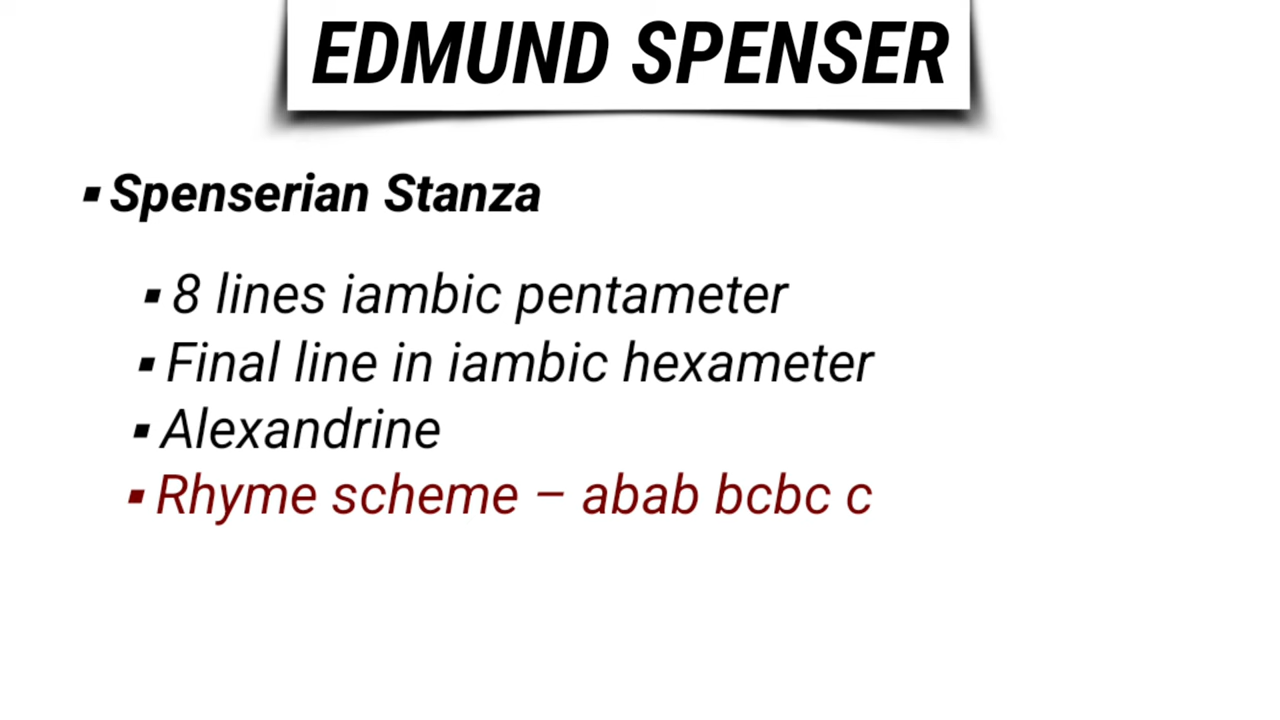 EDMUND SPENSER
▪ Spenserian Stanza
▪ 8 lines iambic pentameter
▪ Final line in iambic hexameter
▪ Alexandrine
▪ Rhyme scheme – abab bcbc c